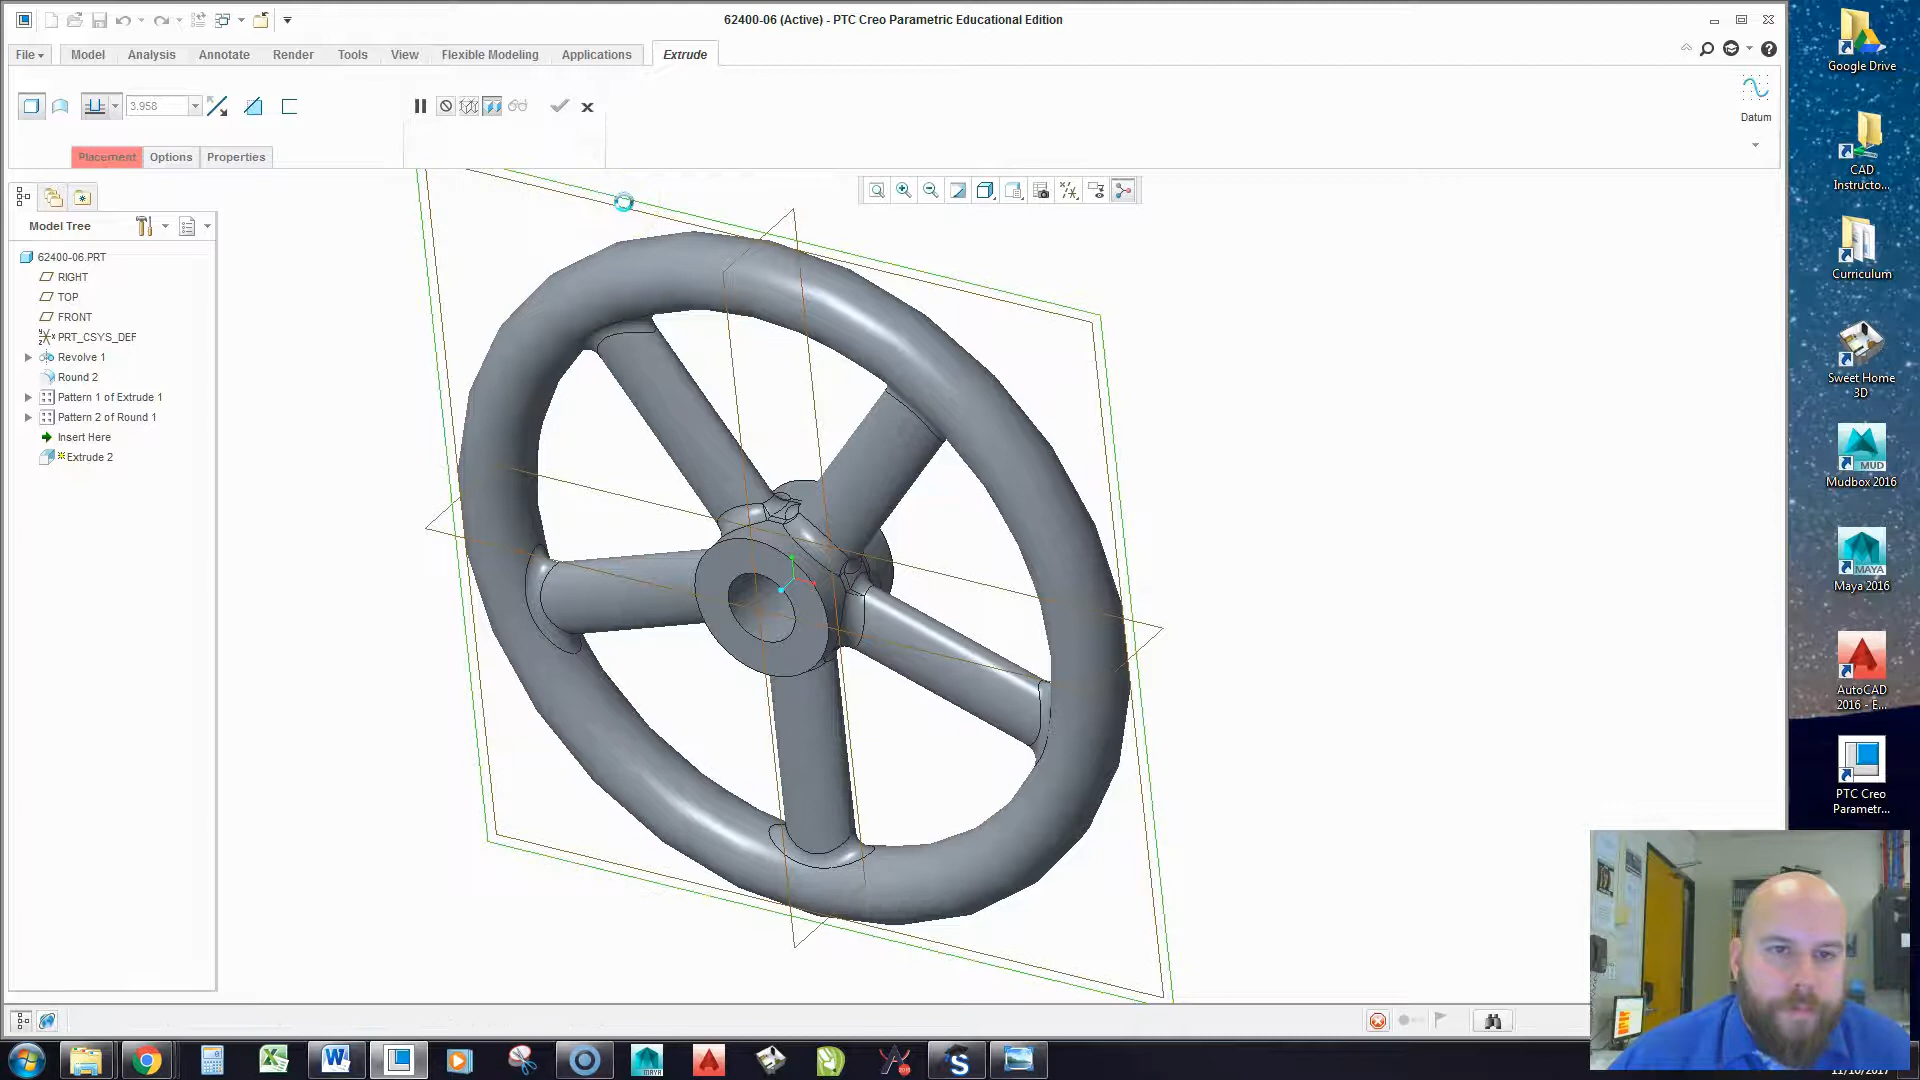 62400-06 (Active) - PTC Creo Parametric Educational Edition
File
Model
Analysis
Annotate
Render
Tools
View
Flexible Modeling
Applications
Extrude
3.958
Datum
Placement
Options
Properties
Model Tree
62400-06.PRT
RIGHT
TOP
FRONT
PRT_CSYS_DEF
Revolve 1
Round 2
Pattern 1 of Extrude 1
Pattern 2 of Round 1
Insert Here
Extrude 2
Google Drive
CAD
Instructo...
Curriculum
Sweet Home
3D
MUD
Mudbox 2016
MAYA
Maya 2016
AutoCAD
2016 - E...
PTC Creo
Parametr...
MAYA